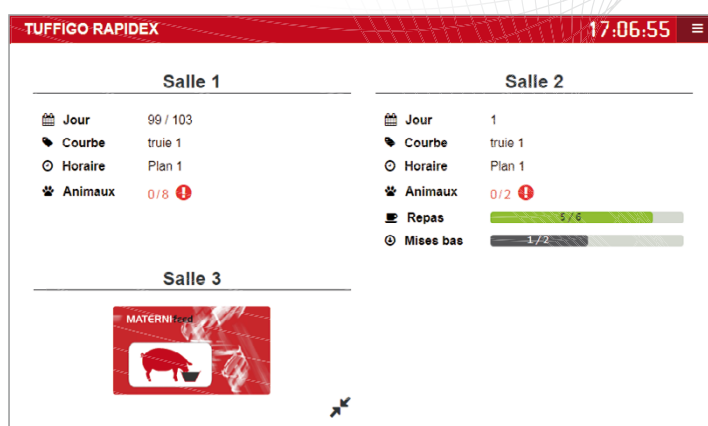 TUFFIGO RAPIDEX 17:06:55
Salle 1
Jour 99 / 103
Courbe truie 1
Horaire Plan 1
Animaux 0/8
Salle 2
Jour 1
Courbe truie 1
Horaire Plan 1
Animaux 0/2
Repas 5/6
Mises bas 1/2
Salle 3
MATERNIfeed